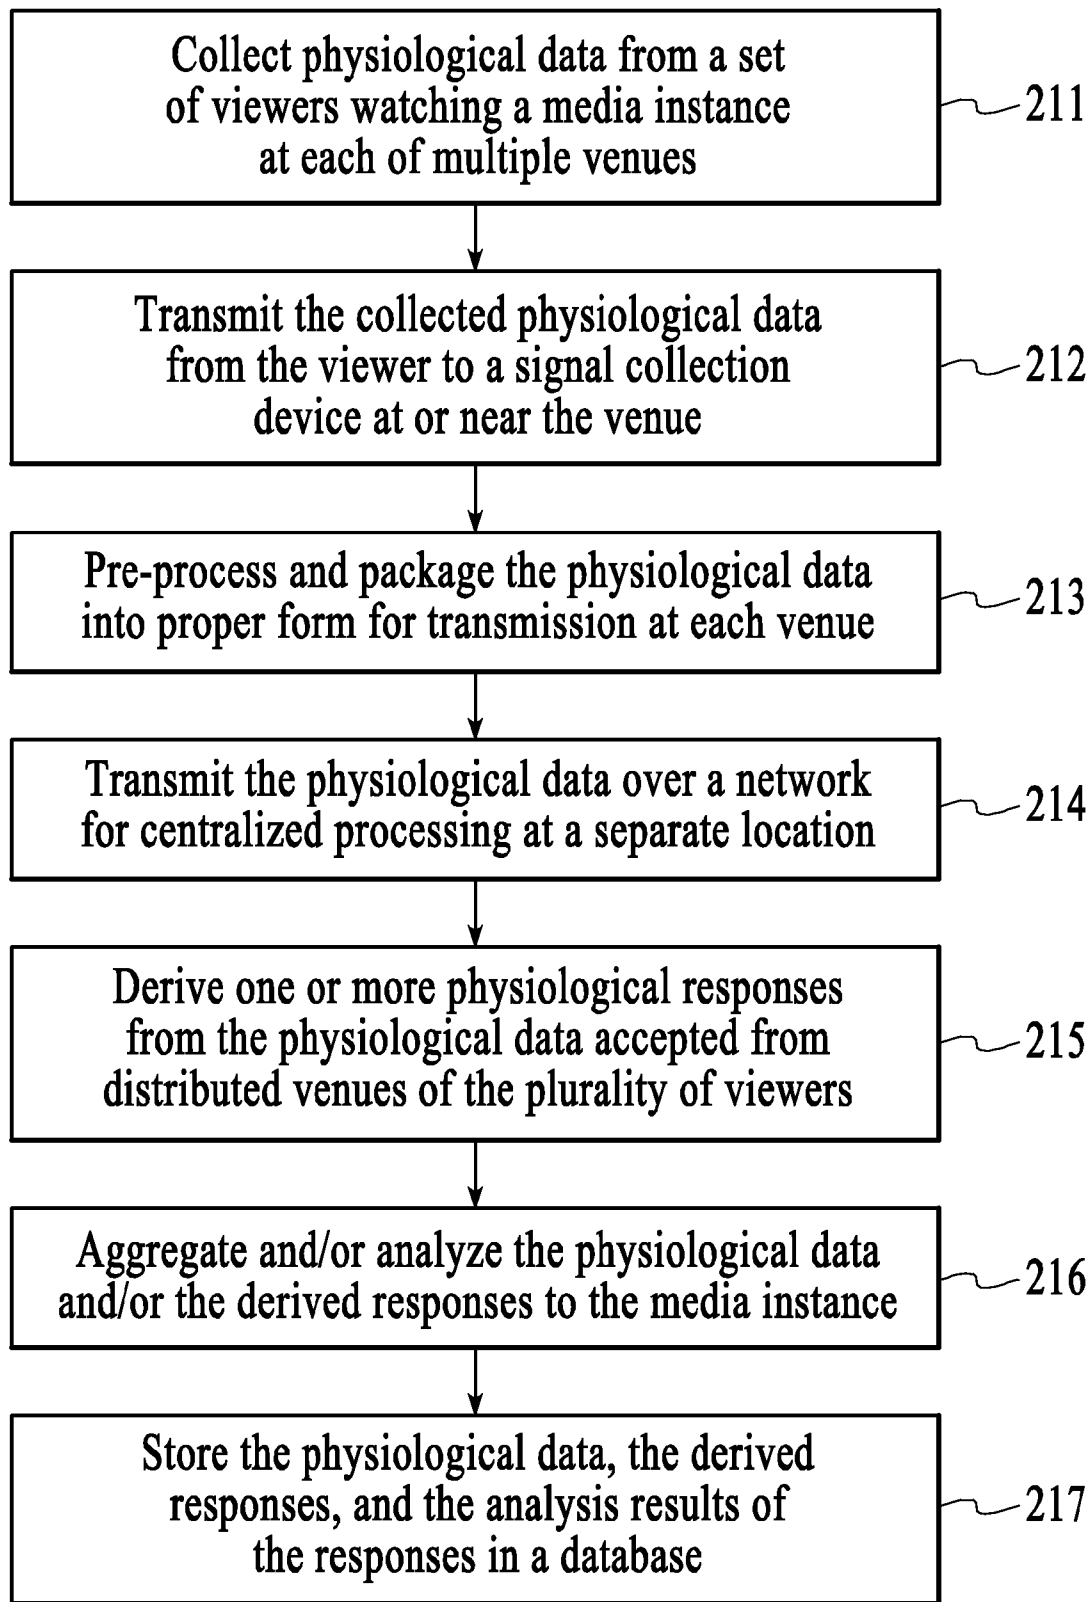 Collect physiological data from a set
of viewers watching a media instance
at each of multiple venues
211
Transmit the collected physiological data
from the viewer to a signal collection
device at or near the venue
212
Pre-process and package the physiological data
into proper form for transmission at each venue
213
Transmit the physiological data over a network
for centralized processing at a separate location
214
Derive one or more physiological responses
from the physiological data accepted from
distributed venues of the plurality of viewers
215
Aggregate and/or analyze the physiological data
and/or the derived responses to the media instance
216
Store the physiological data, the derived
responses, and the analysis results of
the responses in a database
217